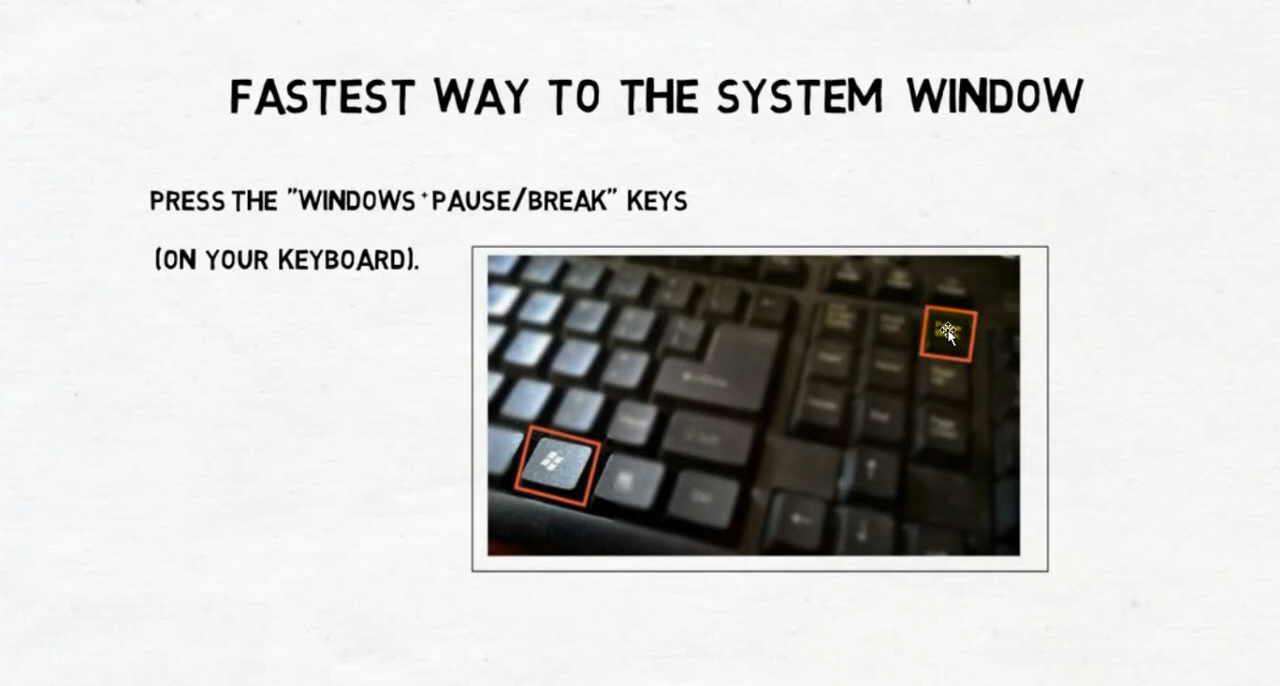 FASTEST WAY TO THE SYSTEM WINDOW
PRESS THE "WINDOWS+PAUSE/BREAK" KEYS
(ON YOUR KEYBOARD).